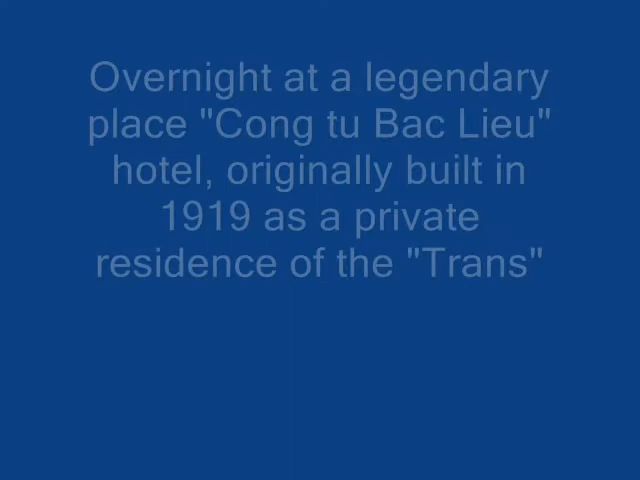 Overnight at a legendary
place "Cong tu Bac Lieu"
hotel, originally built in
1919 as a private
residence of the "Trans"